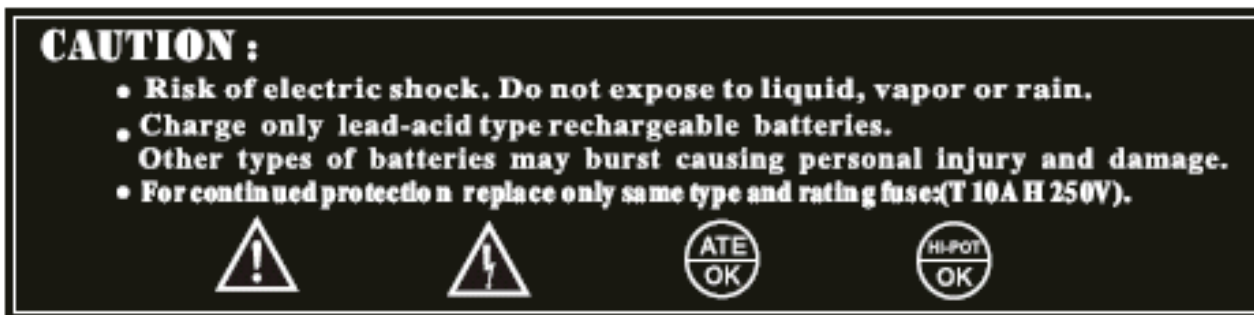 CAUTION :
• Risk of electric shock. Do not expose to liquid, vapor or rain.
• Charge only lead-acid type rechargeable batteries.
Other types of batteries may burst causing personal injury and damage.
• For continued protection replace only same type and rating fuse:(T 10A H 250V).
! ATE HI-POT
OK OK